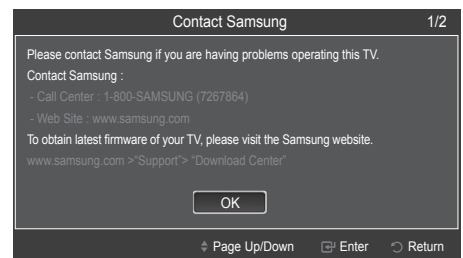 Contact Samsung 1/2
Please contact Samsung if you are having problems operating this TV.
Contact Samsung :
- Call Center : 1-800-SAMSUNG (7267864)
- Web Site : www.samsung.com
To obtain latest firmware of your TV, please visit the Samsung website.
www.samsung.com >“Support”> “Download Center”
OK
Page Up/Down Enter Return